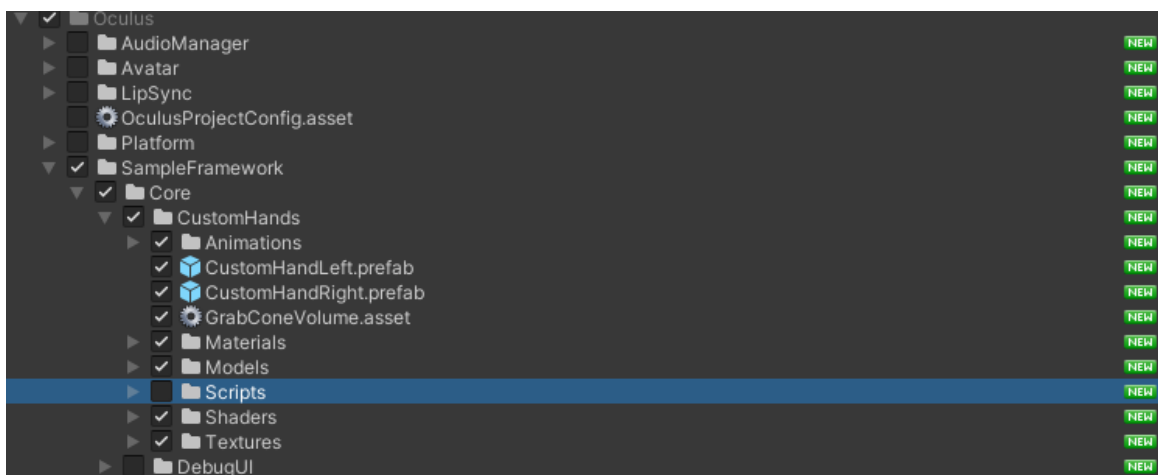 Oculus
AudioManager NEW
Avatar NEW
LipSync NEW
OculusProjectConfig.asset NEW
Platform NEW
SampleFramework NEW
Core NEW
CustomHands NEW
Animations NEW
CustomHandLeft.prefab NEW
CustomHandRight.prefab NEW
GrabConeVolume.asset NEW
Materials NEW
Models NEW
Scripts NEW
Shaders NEW
Textures NEW
DebugUI NEW